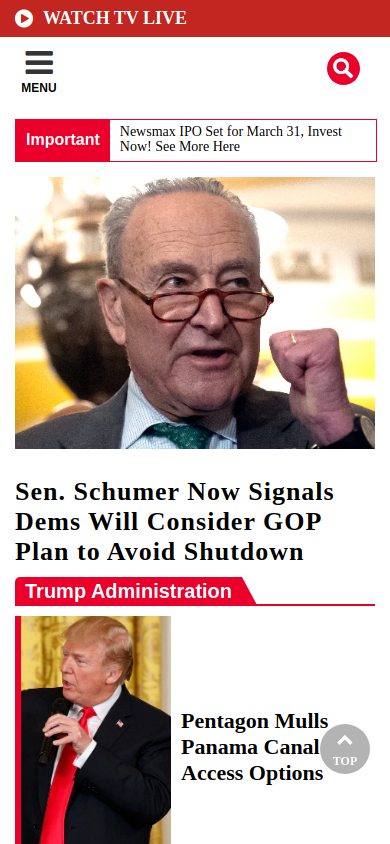 WATCH TV LIVE
MENU
Important
Newsmax IPO Set for March 31, Invest
Now! See More Here
Sen. Schumer Now Signals
Dems Will Consider GOP
Plan to Avoid Shutdown
Trump Administration
Pentagon Mulls
Panama Canal
Access Options
TOP